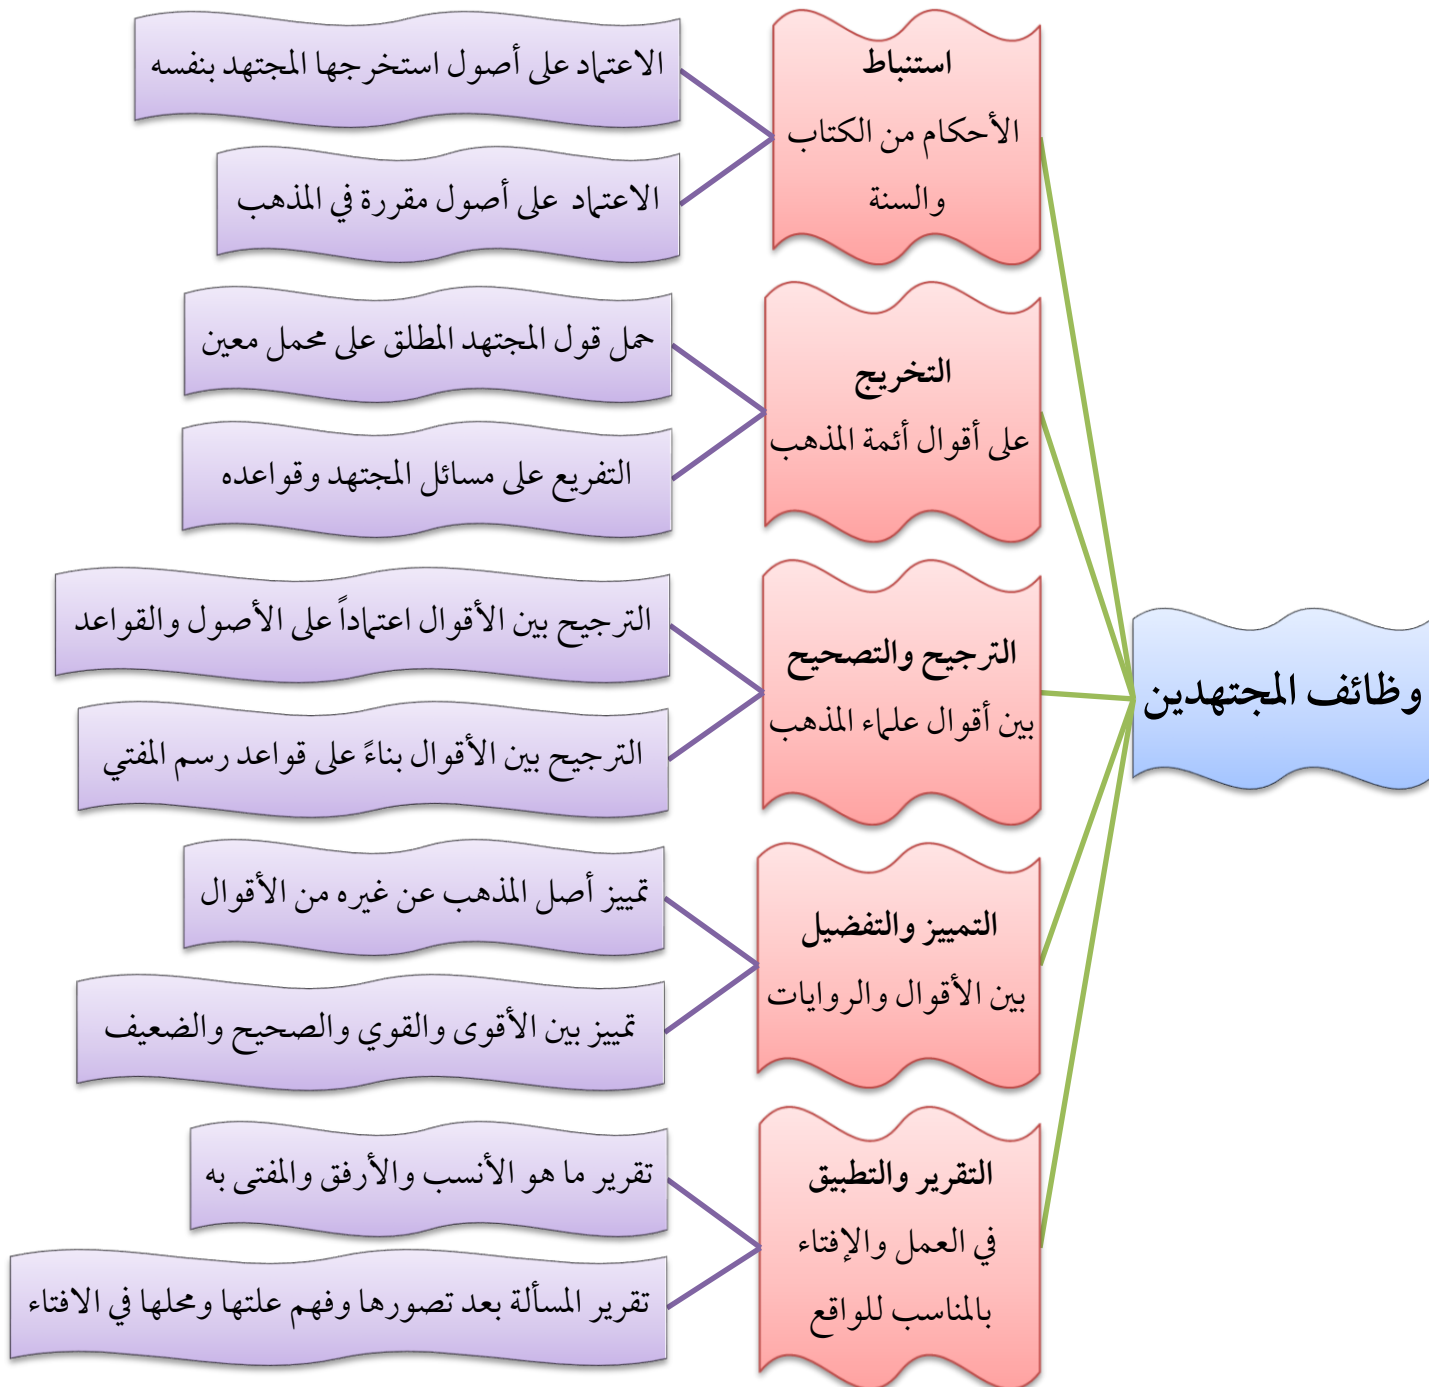 وظائف المجتهدين
استنباط
الأحكام من الكتاب
والسنة
الاعتماد على أصول استخرجها المجتهد بنفسه
الاعتماد على أصول مقررة في المذهب
التخريج
على أقوال أئمة المذهب
حمل قول المجتهد المطلق على محمل معين
التفريع على مسائل المجتهد وقواعده
الترجيح والتصحيح
بين أقوال علماء المذهب
الترجيح بين الأقوال اعتماداً على الأصول والقواعد
الترجيح بين الأقوال بناءً على قواعد رسم المفتي
التمييز والتفضيل
بين الأقوال والروايات
تمييز أصل المذهب عن غيره من الأقوال
تمييز بين الأقوى والقوي والصحيح والضعيف
التقرير والتطبيق
في العمل والإفتاء
بالمناسب للواقع
تقرير ما هو الأنسب والأرفق والمفتى به
تقرير المسألة بعد تصورها وفهم علتها ومحلها في الافتاء